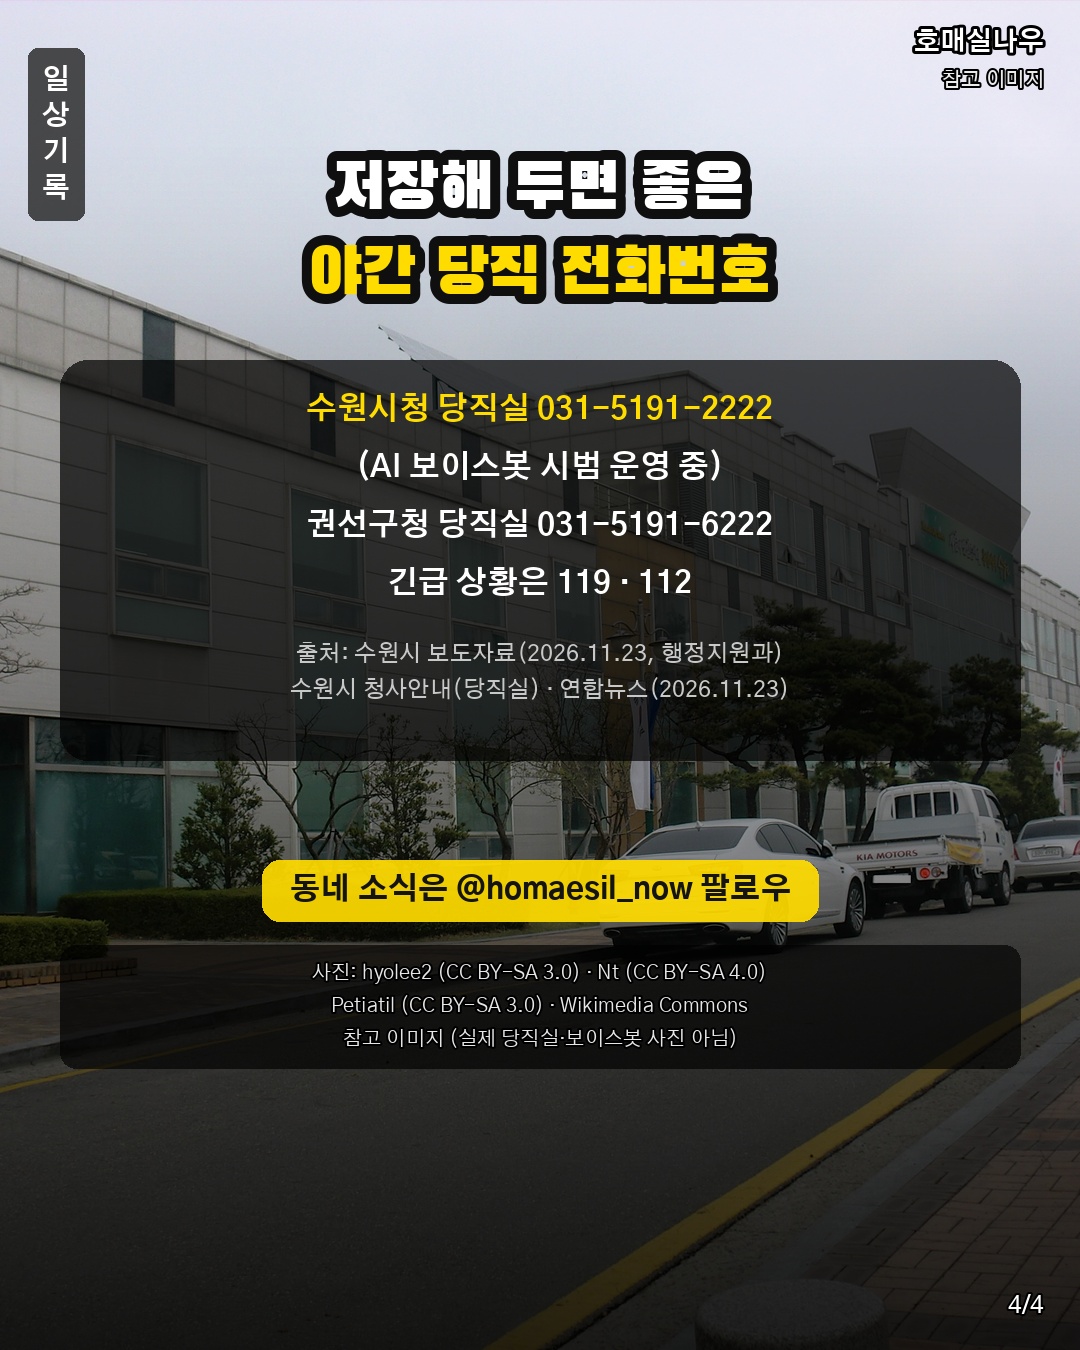 일상기록
호매실나우
참고 이미지
저장해 두면 좋은
야간 당직 전화번호
수원시청 당직실 031-5191-2222
(AI 보이스봇 시범 운영 중)
권선구청 당직실 031-5191-6222
긴급 상황은 119 · 112
출처: 수원시 보도자료(2026.11.23, 행정지원과)
수원시 청사안내(당직실) · 연합뉴스(2026.11.23)
KIA MOTORS
동네 소식은 @homaesil_now 팔로우
사진: hyolee2 (CC BY-SA 3.0) · Nt (CC BY-SA 4.0)
Petiatil (CC BY-SA 3.0) · Wikimedia Commons
참고 이미지 (실제 당직실·보이스봇 사진 아님)
4/4